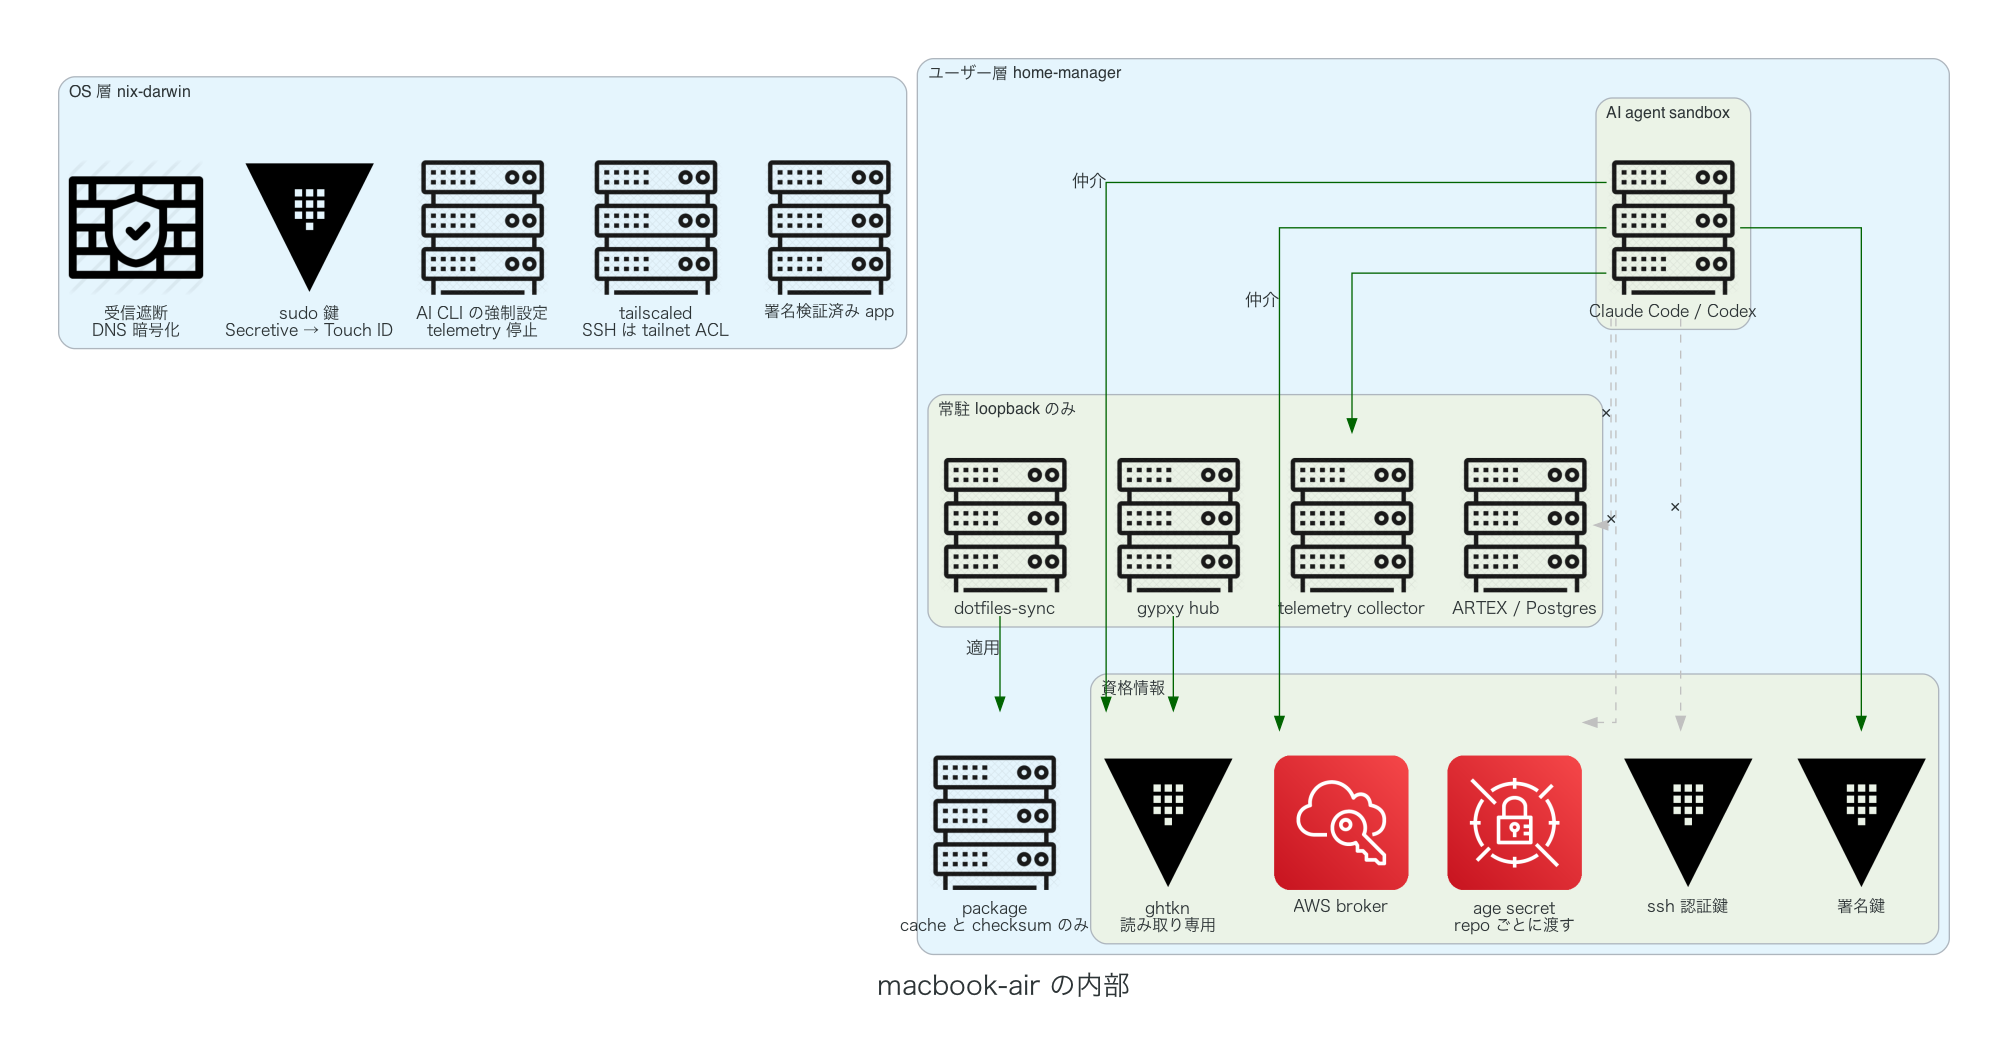 OS 層 nix-darwin
受信遮断
DNS 暗号化
sudo 鍵
Secretive → Touch ID
AI CLI の強制設定
telemetry 停止
tailscaled
SSH は tailnet ACL
署名検証済み app
ユーザー層 home-manager
AI agent sandbox
Claude Code / Codex
仲介
仲介
×
×
×
常駐 loopback のみ
dotfiles-sync
gypxy hub
telemetry collector
ARTEX / Postgres
適用
資格情報
package
cache と checksum のみ
ghtkn
読み取り専用
AWS broker
age secret
repo ごとに渡す
ssh 認証鍵
署名鍵
macbook-air の内部